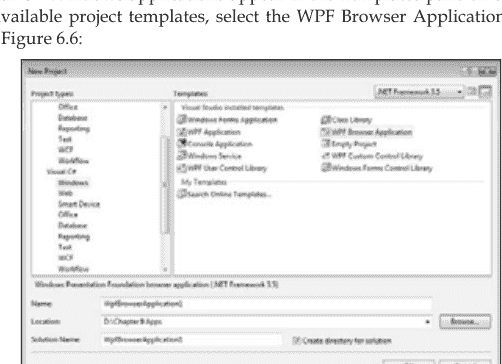 vailable project templates, select the WPF Browser Application
Figure 6.6:
New Project
Project types:
Templates:
.NET Framework 3.5
Office
Database
Reporting
Test
WCF
Workflow
Visual C#
Windows
Web
Smart Device
Office
Database
Reporting
Test
WCF
Workflow
Visual Studio installed templates
Windows Forms Application
Class Library
WPF Application
WPF Browser Application
Console Application
Empty Project
Windows Service
WPF Custom Control Library
WPF User Control Library
Windows Forms Control Library
My Templates
Search Online Templates...
Windows Presentation Foundation browser application (.NET Framework 3.5)
Name:
WpfBrowserApplication1
Location:
D:\Chapter 9\Apps
Browse...
Solution Name:
WpfBrowserApplication1
Create directory for solution